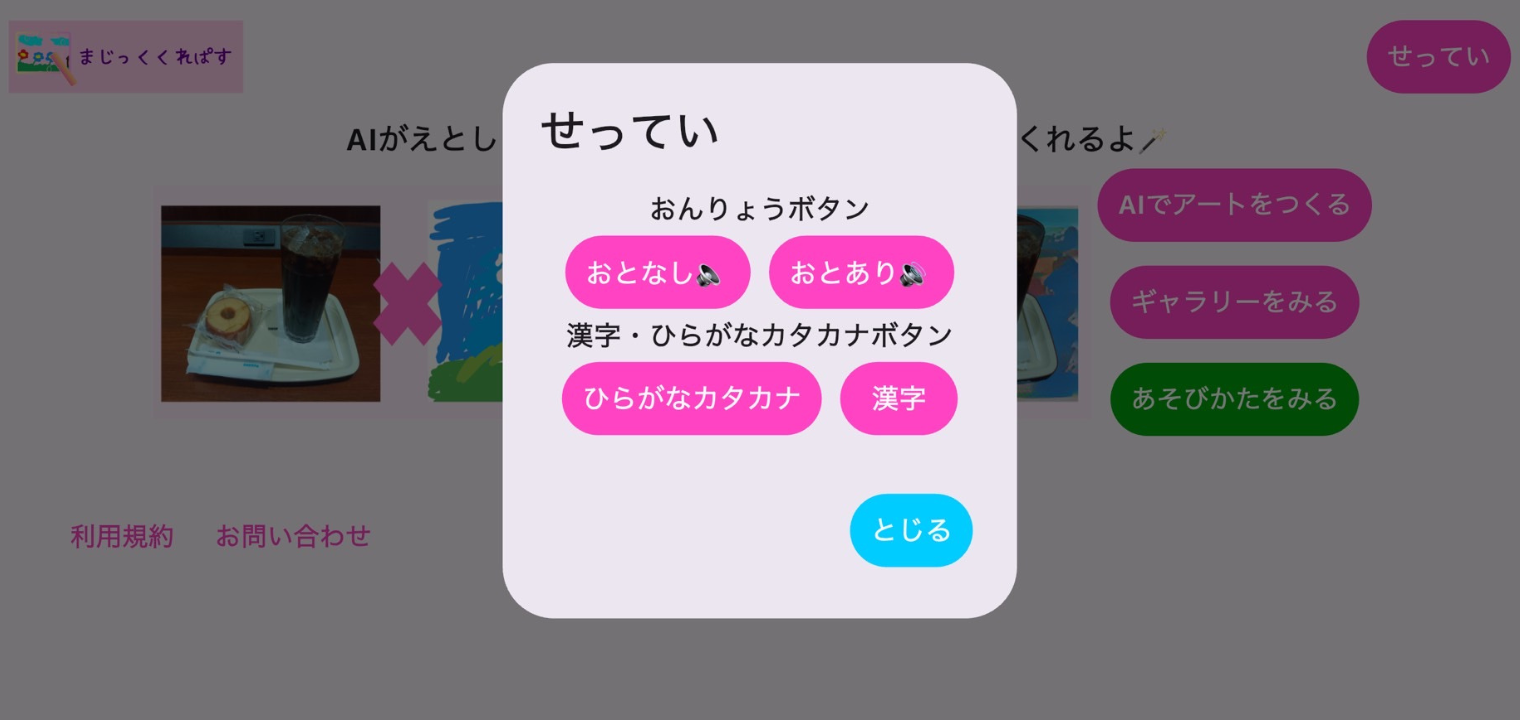 まじっくくれぱす
せってい
AIがえとし
くれるよ🪄
せってい
おんりょうボタン
おとなし🔈 おとあり🔊
漢字・ひらがなカタカナボタン
ひらがなカタカナ 漢字
とじる
AIでアートをつくる
ギャラリーをみる
あそびかたをみる
利用規約 お問い合わせ